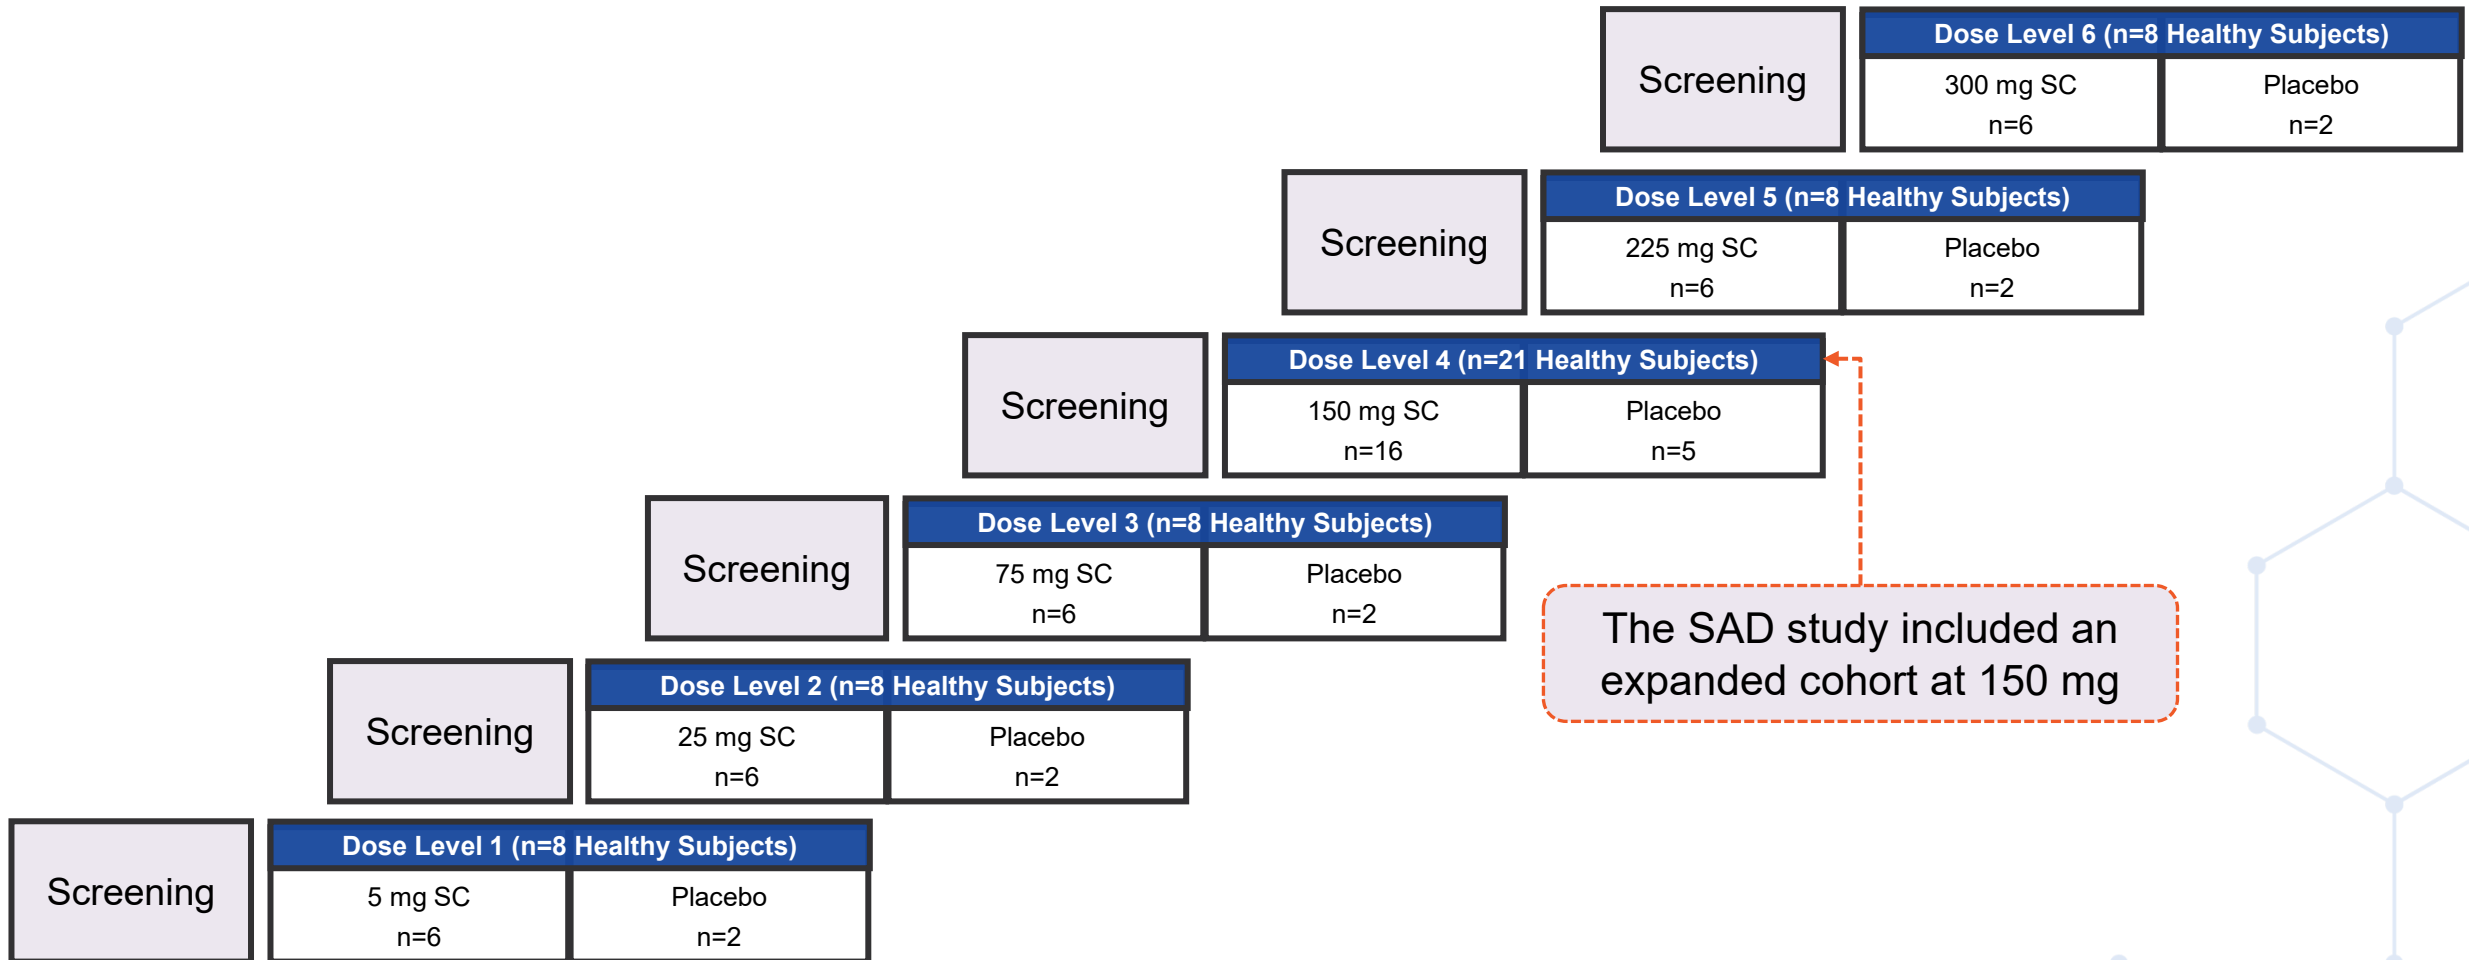 Screening
Dose Level 6 (n=8 Healthy Subjects)
300 mg SC
n=6
Placebo
n=2
Screening
Dose Level 5 (n=8 Healthy Subjects)
225 mg SC
n=6
Placebo
n=2
Screening
Dose Level 4 (n=21 Healthy Subjects)
150 mg SC
n=16
Placebo
n=5
Screening
Dose Level 3 (n=8 Healthy Subjects)
75 mg SC
n=6
Placebo
n=2
The SAD study included an
expanded cohort at 150 mg
Screening
Dose Level 2 (n=8 Healthy Subjects)
25 mg SC
n=6
Placebo
n=2
Screening
Dose Level 1 (n=8 Healthy Subjects)
5 mg SC
n=6
Placebo
n=2